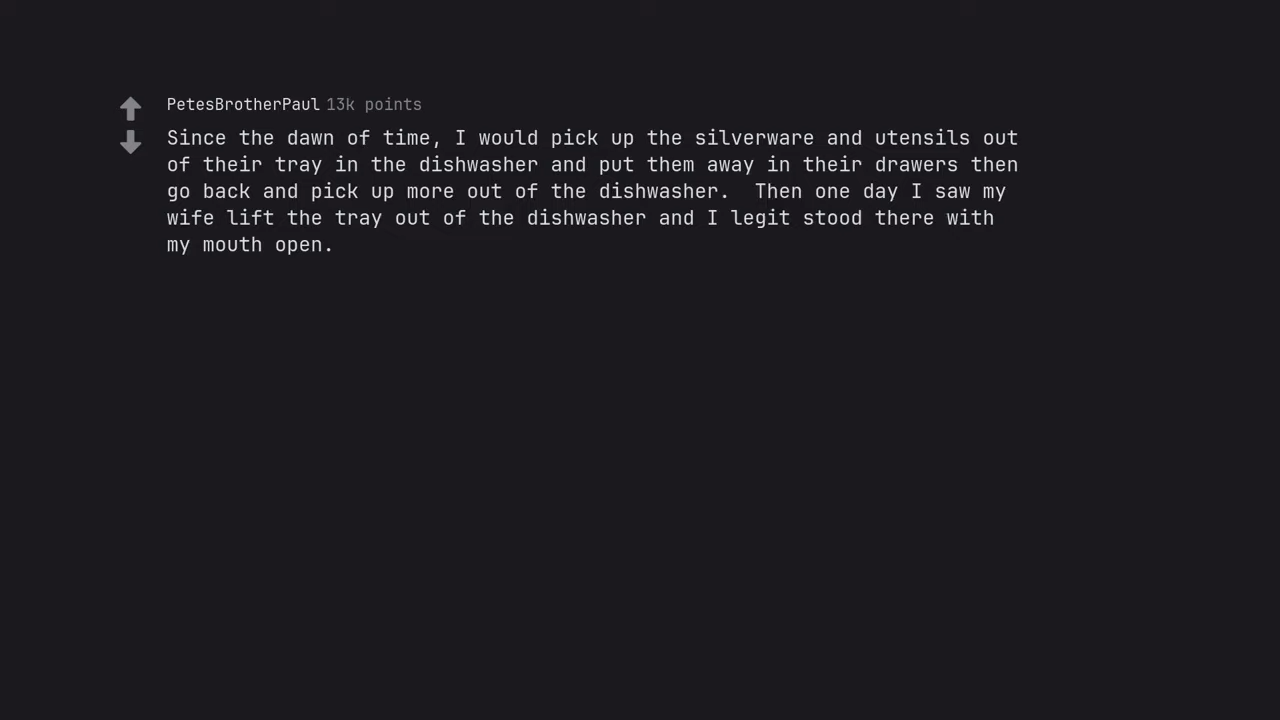 PetesBrotherPaul 13k points
Since the dawn of time, I would pick up the silverware and utensils out
of their tray in the dishwasher and put them away in their drawers then
go back and pick up more out of the dishwasher.  Then one day I saw my
wife lift the tray out of the dishwasher and I legit stood there with
my mouth open.